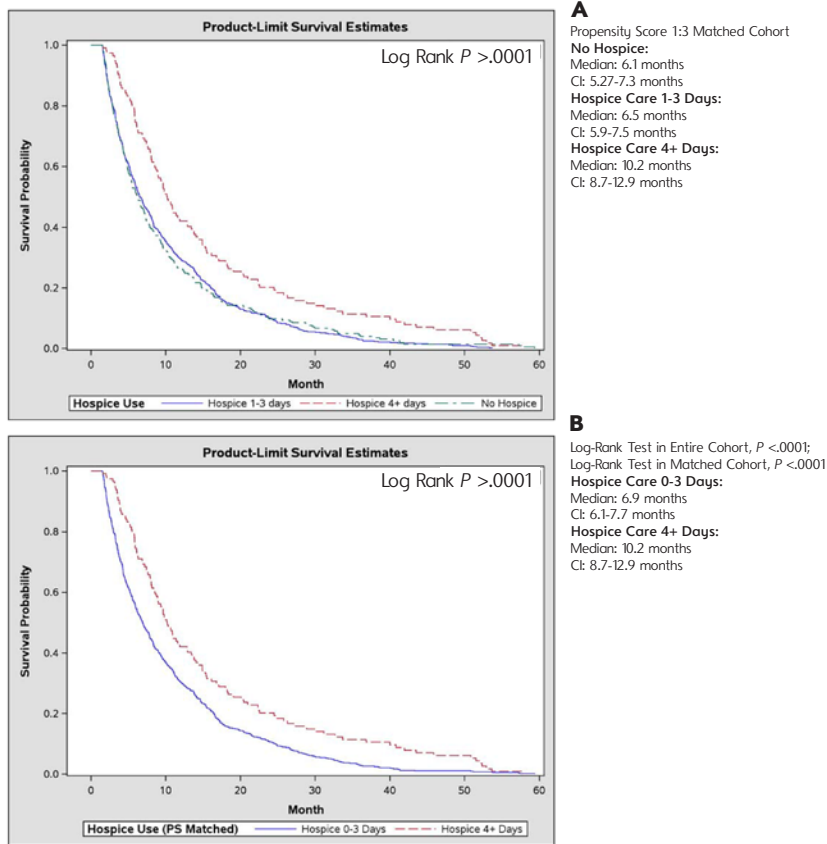 Product-Limit Survival Estimates
Log Rank P >.0001
1.0
0.8
0.6
0.4
0.2
0.0
Survival Probability
0 10 20 30 40 50 60
Month
Hospice Use Hospice 1-3 days Hospice 4+ days No Hospice
A
Propensity Score 1:3 Matched Cohort
No Hospice:
Median: 6.1 months
CI: 5.27-7.3 months
Hospice Care 1-3 Days:
Median: 6.5 months
CI: 5.9-7.5 months
Hospice Care 4+ Days:
Median: 10.2 months
CI: 8.7-12.9 months
Product-Limit Survival Estimates
Log Rank P >.0001
1.0
0.8
0.6
0.4
0.2
0.0
Survival Probability
0 10 20 30 40 50 60
Month
Hospice Use (PS Matched) Hospice 0-3 Days Hospice 4+ Days
B
Log-Rank Test in Entire Cohort, P <.0001;
Log-Rank Test in Matched Cohort, P <.0001
Hospice Care 0-3 Days:
Median: 6.9 months
CI: 6.1-7.7 months
Hospice Care 4+ Days:
Median: 10.2 months
CI: 8.7-12.9 months